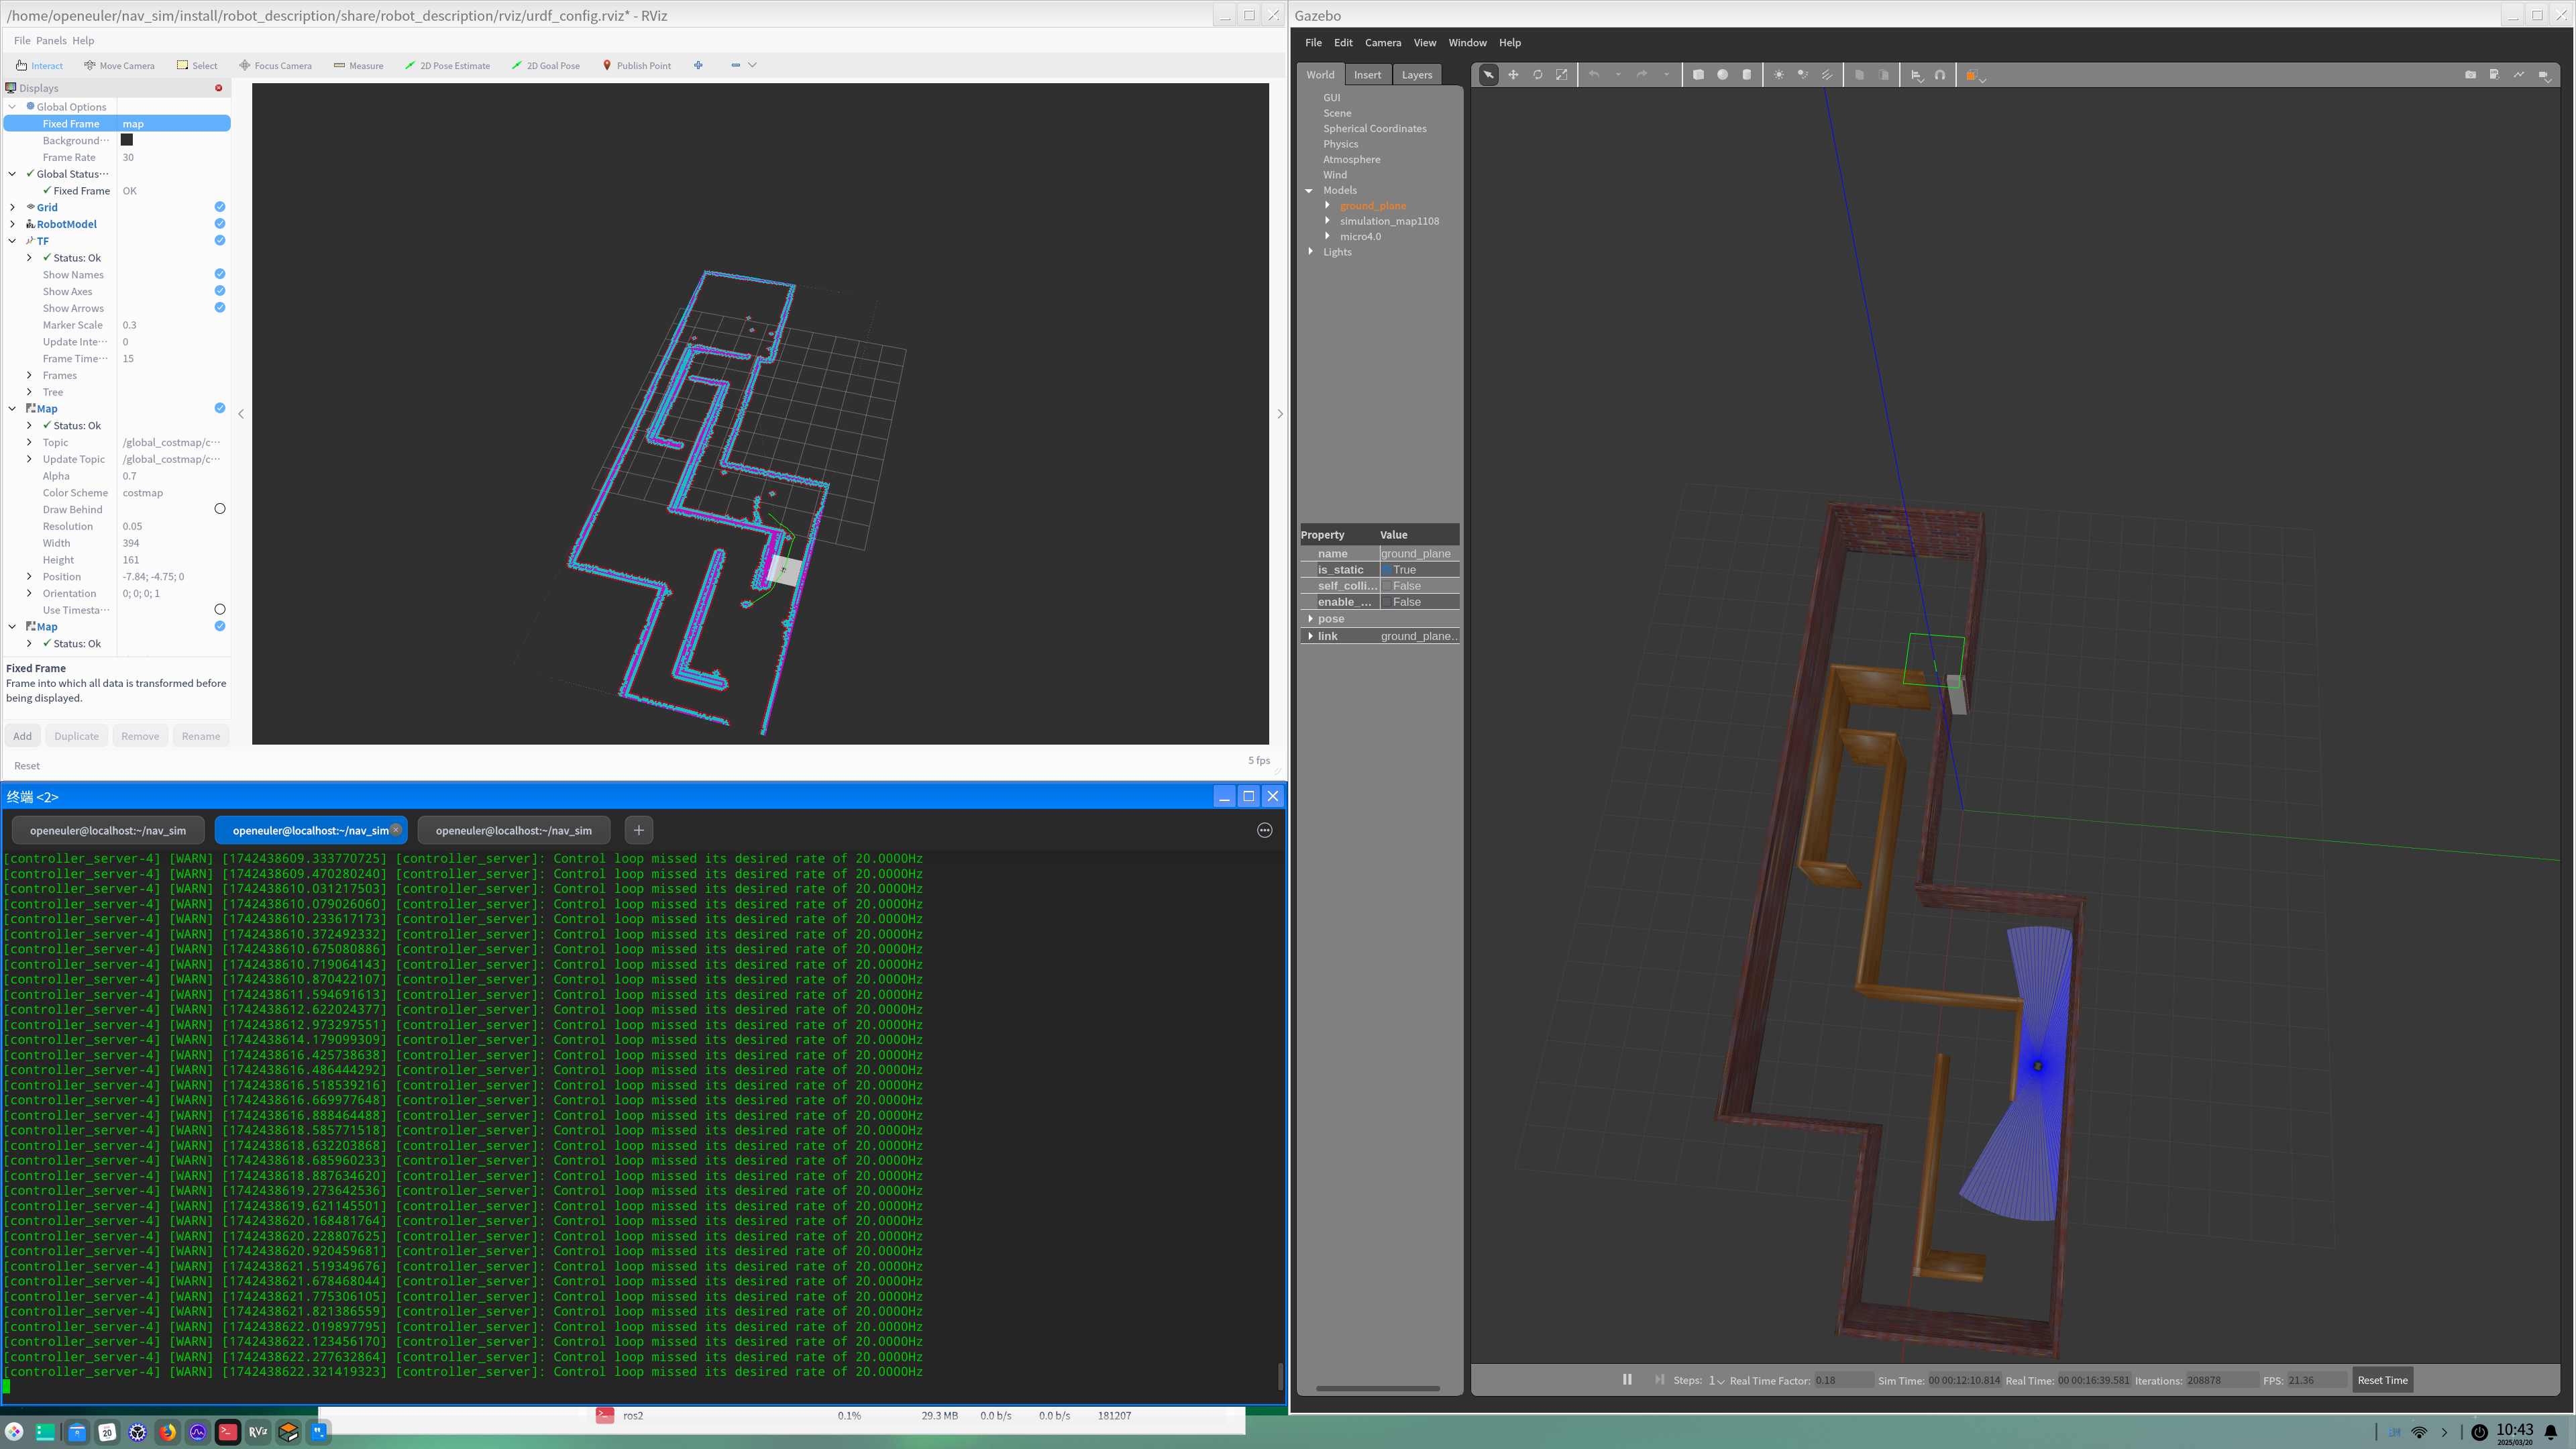 /home/openeuler/nav_sim/install/robot_description/share/robot_description/rviz/urdf_config.rviz* - RViz
File Panels Help
Interact Move Camera Select Focus Camera Measure 2D Pose Estimate 2D Goal Pose Publish Point
Displays
Global Options
Fixed Frame map
Background···
Frame Rate 30
Global Status···
Fixed Frame OK
Grid
RobotModel
TF
Status: Ok
Show Names
Show Axes
Show Arrows
Marker Scale 0.3
Update Inte··· 0
Frame Time··· 15
Frames
Tree
Map
Status: Ok
Topic /global_costmap/c···
Update Topic /global_costmap/c···
Alpha 0.7
Color Scheme costmap
Draw Behind
Resolution 0.05
Width 394
Height 161
Position -7.84; -4.75; 0
Orientation 0; 0; 0; 1
Use Timesta···
Map
Status: Ok
Fixed Frame
Frame into which all data is transformed before
being displayed.
Add Duplicate Remove Rename
Reset
5 fps
终端 <2>
openeuler@localhost:~/nav_sim openeuler@localhost:~/nav_sim openeuler@localhost:~/nav_sim
[controller_server-4] [WARN] [1742438609.333770725] [controller_server]: Control loop missed its desired rate of 20.0000Hz
[controller_server-4] [WARN] [1742438609.470280240] [controller_server]: Control loop missed its desired rate of 20.0000Hz
[controller_server-4] [WARN] [1742438610.031217503] [controller_server]: Control loop missed its desired rate of 20.0000Hz
[controller_server-4] [WARN] [1742438610.079026060] [controller_server]: Control loop missed its desired rate of 20.0000Hz
[controller_server-4] [WARN] [1742438610.233617173] [controller_server]: Control loop missed its desired rate of 20.0000Hz
[controller_server-4] [WARN] [1742438610.372492332] [controller_server]: Control loop missed its desired rate of 20.0000Hz
[controller_server-4] [WARN] [1742438610.675080886] [controller_server]: Control loop missed its desired rate of 20.0000Hz
[controller_server-4] [WARN] [1742438610.719064143] [controller_server]: Control loop missed its desired rate of 20.0000Hz
[controller_server-4] [WARN] [1742438610.870422107] [controller_server]: Control loop missed its desired rate of 20.0000Hz
[controller_server-4] [WARN] [1742438611.594691613] [controller_server]: Control loop missed its desired rate of 20.0000Hz
[controller_server-4] [WARN] [1742438612.622024377] [controller_server]: Control loop missed its desired rate of 20.0000Hz
[controller_server-4] [WARN] [1742438612.973297551] [controller_server]: Control loop missed its desired rate of 20.0000Hz
[controller_server-4] [WARN] [1742438614.179099309] [controller_server]: Control loop missed its desired rate of 20.0000Hz
[controller_server-4] [WARN] [1742438616.425738638] [controller_server]: Control loop missed its desired rate of 20.0000Hz
[controller_server-4] [WARN] [1742438616.486444292] [controller_server]: Control loop missed its desired rate of 20.0000Hz
[controller_server-4] [WARN] [1742438616.518539216] [controller_server]: Control loop missed its desired rate of 20.0000Hz
[controller_server-4] [WARN] [1742438616.669977648] [controller_server]: Control loop missed its desired rate of 20.0000Hz
[controller_server-4] [WARN] [1742438616.888464488] [controller_server]: Control loop missed its desired rate of 20.0000Hz
[controller_server-4] [WARN] [1742438618.585771518] [controller_server]: Control loop missed its desired rate of 20.0000Hz
[controller_server-4] [WARN] [1742438618.632203868] [controller_server]: Control loop missed its desired rate of 20.0000Hz
[controller_server-4] [WARN] [1742438618.685960233] [controller_server]: Control loop missed its desired rate of 20.0000Hz
[controller_server-4] [WARN] [1742438618.887634620] [controller_server]: Control loop missed its desired rate of 20.0000Hz
[controller_server-4] [WARN] [1742438619.273642536] [controller_server]: Control loop missed its desired rate of 20.0000Hz
[controller_server-4] [WARN] [1742438619.621145501] [controller_server]: Control loop missed its desired rate of 20.0000Hz
[controller_server-4] [WARN] [1742438620.168481764] [controller_server]: Control loop missed its desired rate of 20.0000Hz
[controller_server-4] [WARN] [1742438620.228807625] [controller_server]: Control loop missed its desired rate of 20.0000Hz
[controller_server-4] [WARN] [1742438620.920459681] [controller_server]: Control loop missed its desired rate of 20.0000Hz
[controller_server-4] [WARN] [1742438621.519349676] [controller_server]: Control loop missed its desired rate of 20.0000Hz
[controller_server-4] [WARN] [1742438621.678468044] [controller_server]: Control loop missed its desired rate of 20.0000Hz
[controller_server-4] [WARN] [1742438621.775306105] [controller_server]: Control loop missed its desired rate of 20.0000Hz
[controller_server-4] [WARN] [1742438621.821386559] [controller_server]: Control loop missed its desired rate of 20.0000Hz
[controller_server-4] [WARN] [1742438622.019897795] [controller_server]: Control loop missed its desired rate of 20.0000Hz
[controller_server-4] [WARN] [1742438622.123456170] [controller_server]: Control loop missed its desired rate of 20.0000Hz
[controller_server-4] [WARN] [1742438622.277632864] [controller_server]: Control loop missed its desired rate of 20.0000Hz
[controller_server-4] [WARN] [1742438622.321419323] [controller_server]: Control loop missed its desired rate of 20.0000Hz
ros2 0.1% 29.3 MB 0.0 b/s 0.0 b/s 181207
Gazebo
File Edit Camera View Window Help
World Insert Layers
GUI
Scene
Spherical Coordinates
Physics
Atmosphere
Wind
Models
ground_plane
simulation_map1108
micro4.0
Lights
Property Value
name ground_plane
is_static True
self_colli... False
enable_... False
pose
link ground_plane...
Steps: 1 Real Time Factor: 0.18 Sim Time: 00 00:12:10.814 Real Time: 00 00:16:39.581 Iterations: 208878 FPS: 21.36 Reset Time
20
RViz
10:43
2025/03/20